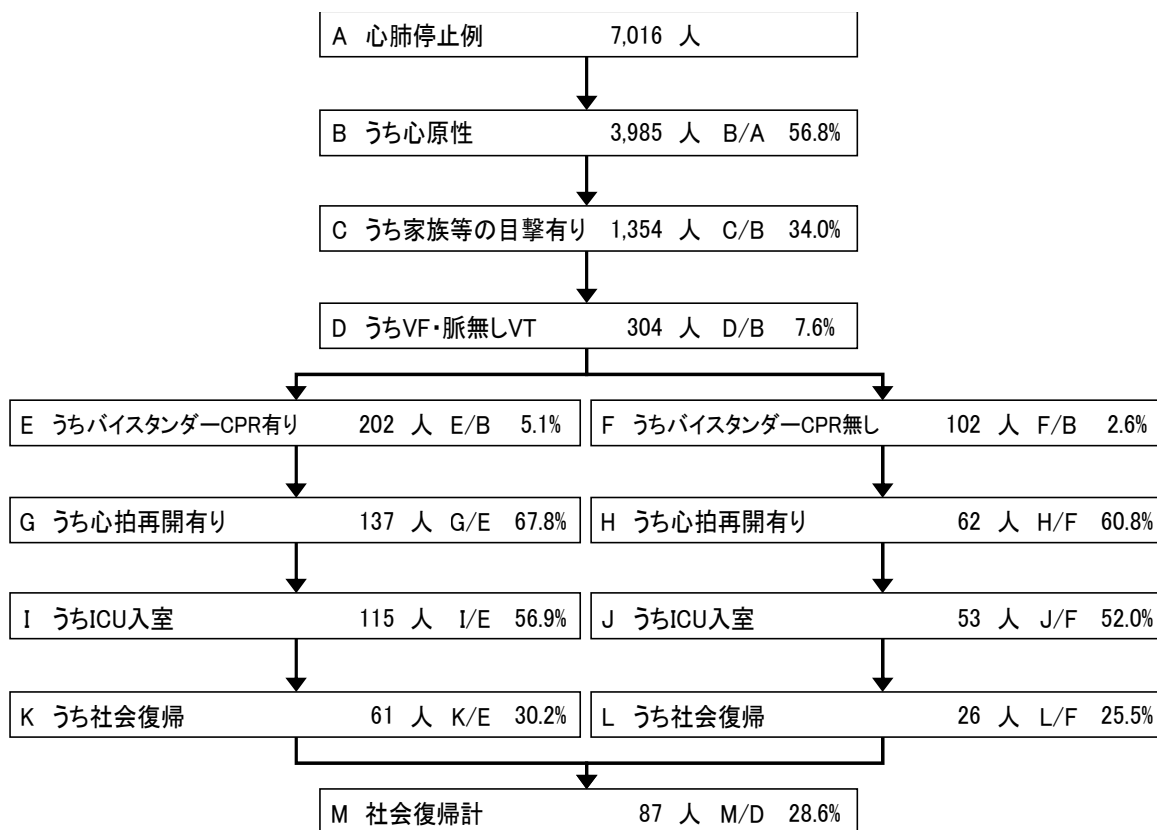 A 心肺停止例 7,016 人
B うち心原性 3,985 人 B/A 56.8%
C うち家族等の目撃有り 1,354 人 C/B 34.0%
D うちVF・脈無しVT 304 人 D/B 7.6%
E うちバイスタンダーCPR有り 202 人 E/B 5.1%
F うちバイスタンダーCPR無し 102 人 F/B 2.6%
G うち心拍再開有り 137 人 G/E 67.8%
H うち心拍再開有り 62 人 H/F 60.8%
I うちICU入室 115 人 I/E 56.9%
J うちICU入室 53 人 J/F 52.0%
K うち社会復帰 61 人 K/E 30.2%
L うち社会復帰 26 人 L/F 25.5%
M 社会復帰計 87 人 M/D 28.6%